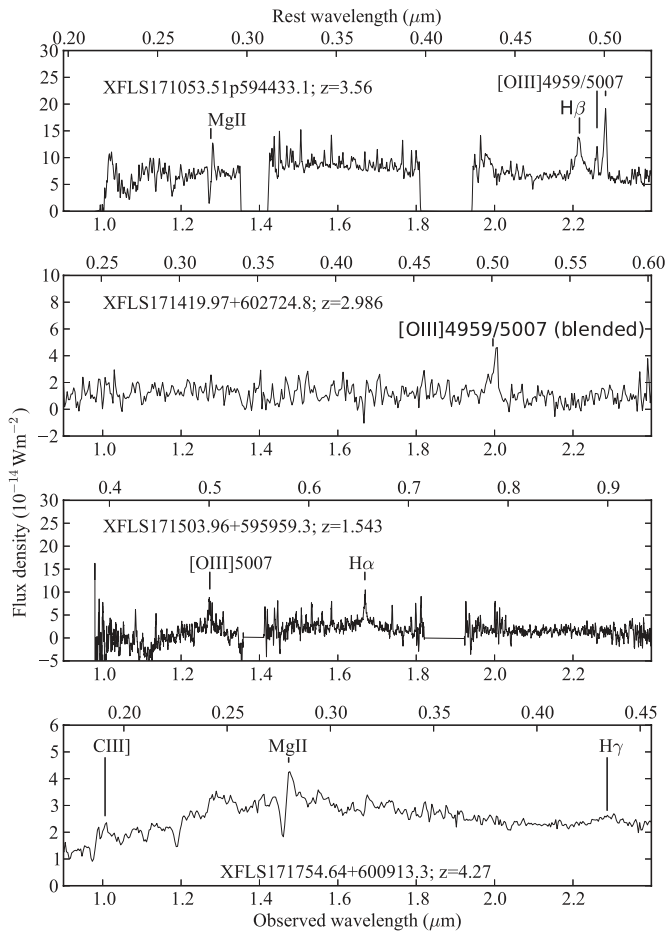 Rest wavelength (μm)
0.20 0.25 0.30 0.35 0.40 0.45 0.50
XFLS171053.51p594433.1; z=3.56
[OIII]4959/5007
MgII
Hβ
30
25
20
15
10
5
0
1.0 1.2 1.4 1.6 1.8 2.0 2.2
0.25 0.30 0.35 0.40 0.45 0.50 0.55 0.60
XFLS171419.97+602724.8; z=2.986
[OIII]4959/5007 (blended)
10
8
6
4
2
0
−2
1.0 1.2 1.4 1.6 1.8 2.0 2.2
Flux density (10⁻¹⁴ Wm⁻²)
0.4 0.5 0.6 0.7 0.8 0.9
XFLS171503.96+595959.3; z=1.543
[OIII]5007
Hα
30
25
20
15
10
5
0
−5
1.0 1.2 1.4 1.6 1.8 2.0 2.2
0.20 0.25 0.30 0.35 0.40 0.45
CIII]
MgII
Hγ
6
5
4
3
2
1
0
XFLS171754.64+600913.3; z=4.27
1.0 1.2 1.4 1.6 1.8 2.0 2.2
Observed wavelength (μm)